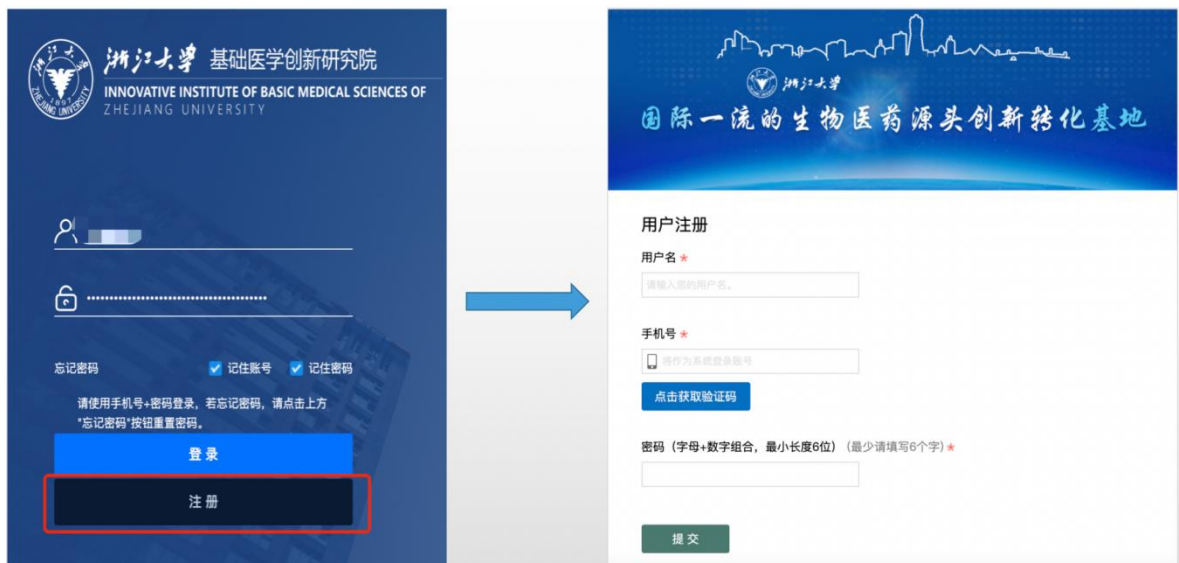 浙江大学 基础医学创新研究院
INNOVATIVE INSTITUTE OF BASIC MEDICAL SCIENCES OF
ZHEJIANG UNIVERSITY
忘记密码 记住账号 记住密码
请使用手机号+密码登录,若忘记密码,请点击上方
"忘记密码"按钮重置密码。
登录
注册
浙江大学
国际一流的生物医药源头创新转化基地
用户注册
用户名 *
请输入您的用户名。
手机号 *
将作为系统登录账号
点击获取验证码
密码(字母+数字组合,最小长度6位)(最少请填写6个字) *
提交